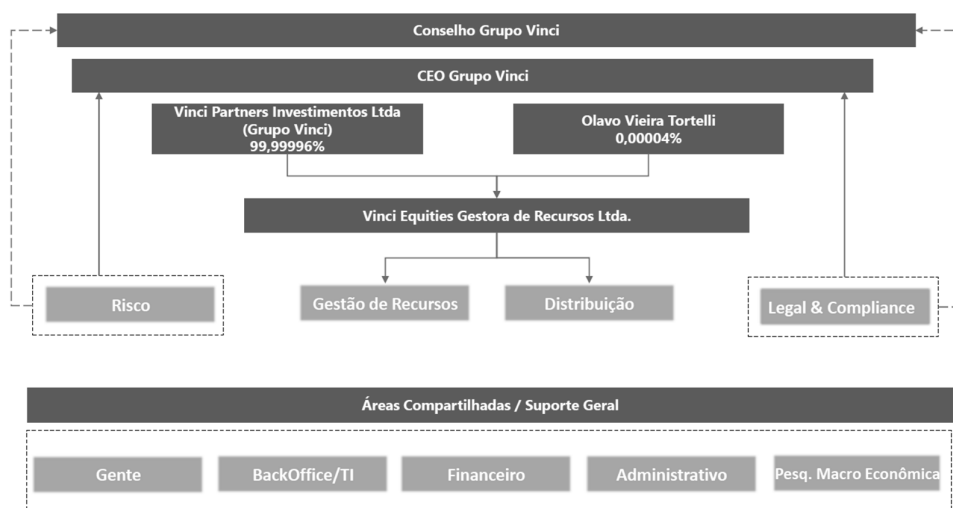 Conselho Grupo Vinci
CEO Grupo Vinci
Vinci Partners Investimentos Ltda
(Grupo Vinci)
99,99996%
Olavo Vieira Tortelli
0,00004%
Vinci Equities Gestora de Recursos Ltda.
Risco
Gestão de Recursos
Distribuição
Legal & Compliance
Áreas Compartilhadas / Suporte Geral
Gente
BackOffice/TI
Financeiro
Administrativo
Pesq. Macro Econômica